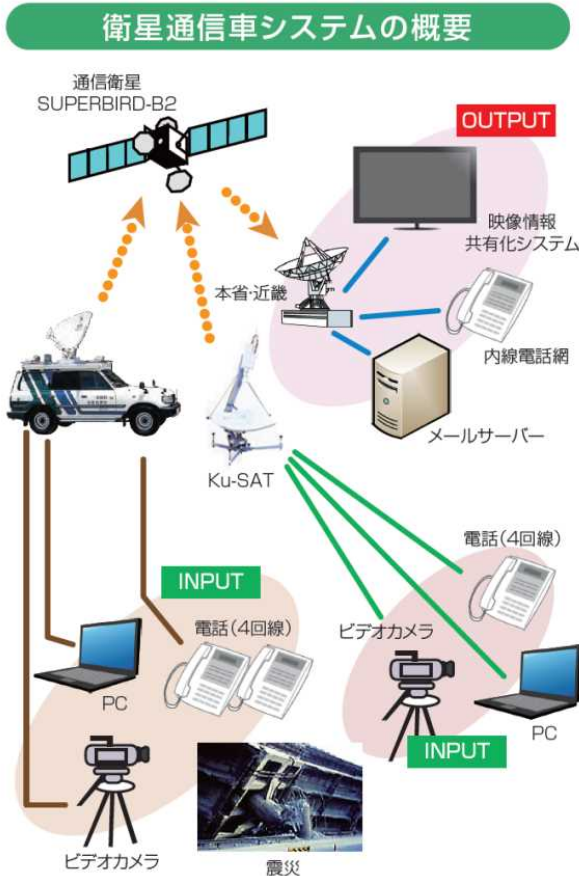 衛星通信車システムの概要
通信衛星
SUPERBIRD-B2
OUTPUT
映像情報
共有化システム
本省・近畿
内線電話網
メールサーバー
Ku-SAT
電話(4回線)
INPUT
電話(4回線)
ビデオカメラ
PC
PC
INPUT
ビデオカメラ
震災